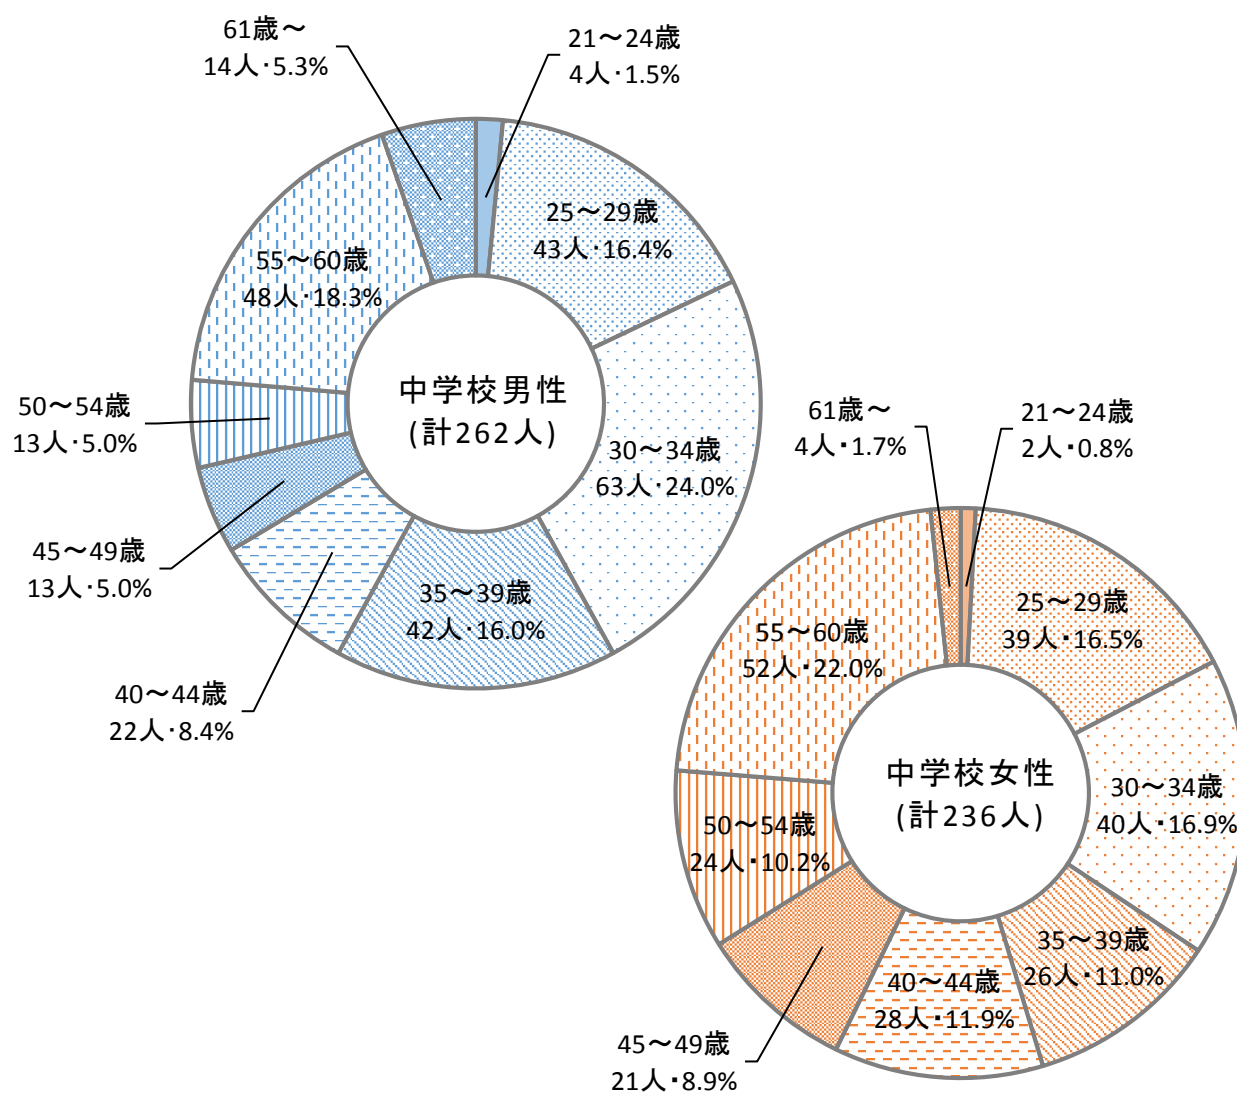 61歳～
14人･5.3%
21～24歳
4人･1.5%
25～29歳
43人･16.4%
30～34歳
63人･24.0%
35～39歳
42人･16.0%
40～44歳
22人･8.4%
45～49歳
13人･5.0%
50～54歳
13人･5.0%
55～60歳
48人･18.3%
中学校男性
(計262人)
61歳～
4人･1.7%
21～24歳
2人･0.8%
25～29歳
39人･16.5%
30～34歳
40人･16.9%
35～39歳
26人･11.0%
40～44歳
28人･11.9%
45～49歳
21人･8.9%
50～54歳
24人･10.2%
55～60歳
52人･22.0%
中学校女性
(計236人)